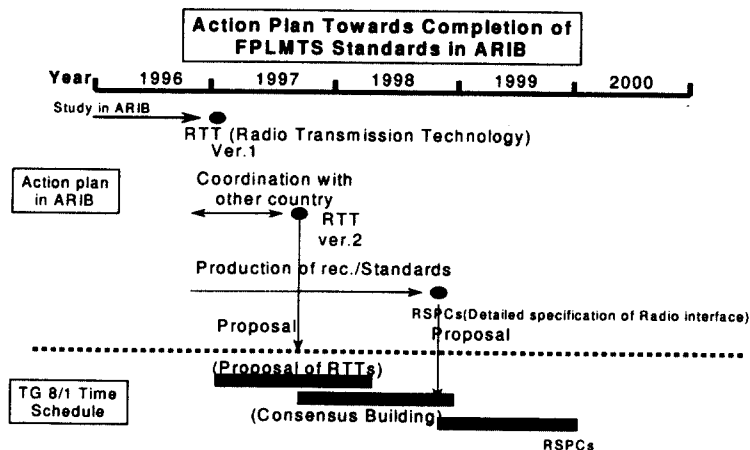 Action Plan Towards Completion of
FPLMTS Standards in ARIB
Year 1996 1997 1998 1999 2000
Study in ARIB
RTT (Radio Transmission Technology)
Ver.1
Action plan
in ARIB
Coordination with
other country
RTT
ver.2
Production of rec./Standards
RSPCs(Detailed specification of Radio interface)
Proposal
Proposal
(Proposal of RTTs)
TG 8/1 Time
Schedule
(Consensus Building)
RSPCs